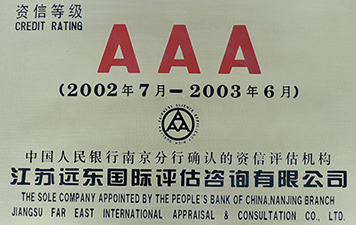 资信等级
CREDIT RATING
AAA
(2002年7月—2003年6月)
中国人民银行南京分行确认的资信评估机构
江苏远东国际评估咨询有限公司
THE SOLE COMPANY APPOINTED BY THE PEOPLE'S BANK OF CHINA,NANJING BRANCH
JIANGSU FAR EAST INTERNATIONAL APPRAISAL & CONSULTATION CO., LTD.